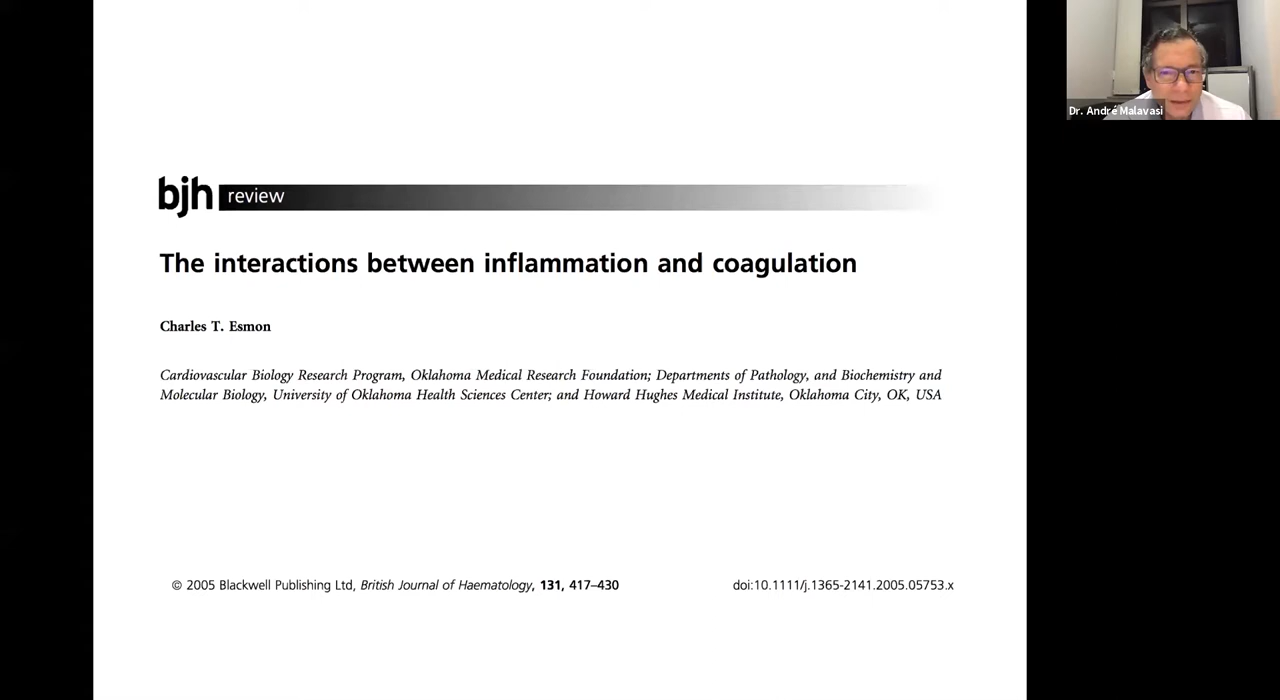 bjh review
The interactions between inflammation and coagulation
Charles T. Esmon
Cardiovascular Biology Research Program, Oklahoma Medical Research Foundation; Departments of Pathology, and Biochemistry and
Molecular Biology, University of Oklahoma Health Sciences Center; and Howard Hughes Medical Institute, Oklahoma City, OK, USA
© 2005 Blackwell Publishing Ltd, British Journal of Haematology, 131, 417–430
doi:10.1111/j.1365-2141.2005.05753.x
Dr. André Malavasi